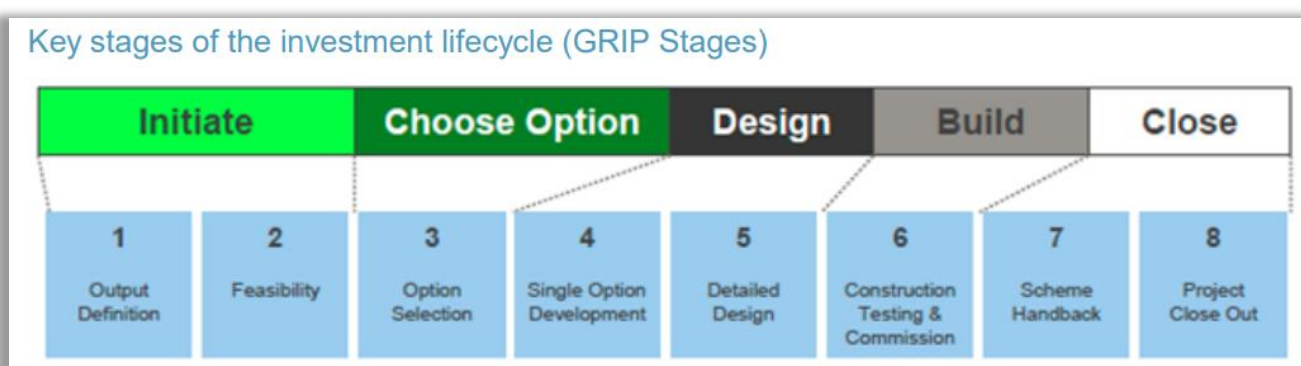 Key stages of the investment lifecycle (GRIP Stages)
Initiate
Choose Option
Design
Build
Close
1
Output
Definition
2
Feasibility
3
Option
Selection
4
Single Option
Development
5
Detailed
Design
6
Construction
Testing &
Commission
7
Scheme
Handback
8
Project
Close Out